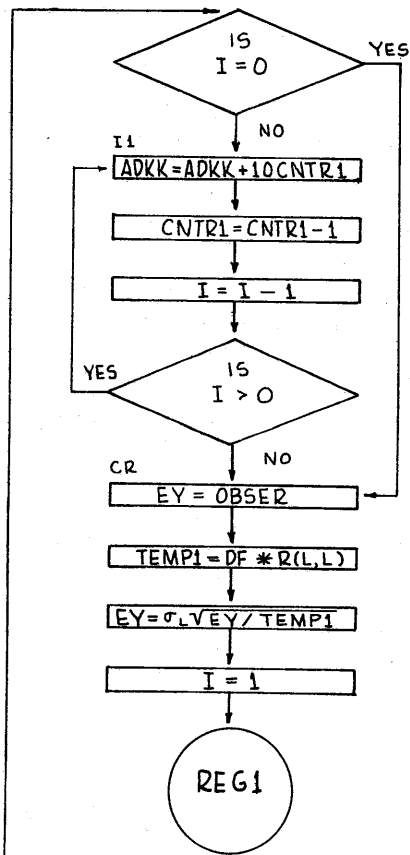 IS
I = 0
YES
NO
I1
ADKK=ADKK+10CNTR1
CNTR1=CNTR1-1
I = I - 1
IS
I > 0
YES
NO
CR
EY = OBSER
TEMP1 = DF * R(L,L)
EY=σL√EY/TEMP1
I = 1
REG1